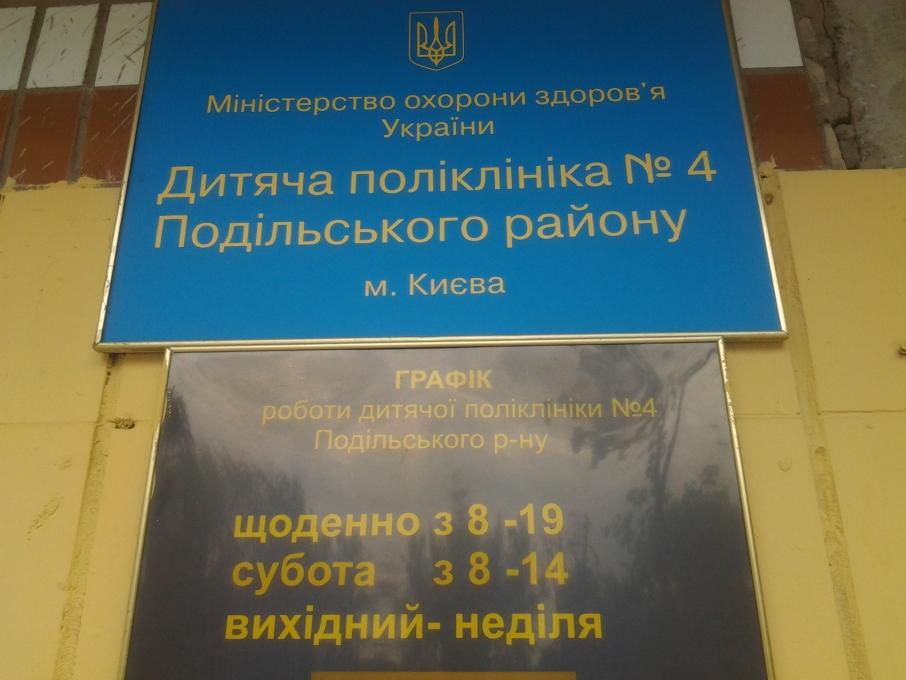 Міністерство охорони здоров'я
України
Дитяча поліклініка № 4
Подільського району
м. Києва
ГРАФІК
роботи дитячої поліклініки №4
Подільського р-ну
щоденно з 8 -19
субота з 8 -14
вихідний- неділя